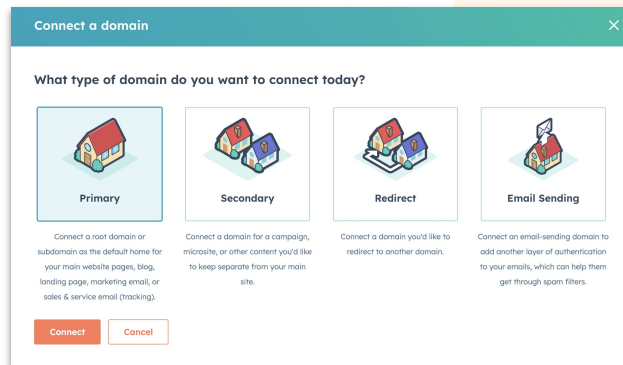 Connect a domain
What type of domain do you want to connect today?
Primary
Connect a root domain or
subdomain as the default home for
your main website pages, blog,
landing page, marketing email, or
sales & service email (tracking).
Secondary
Connect a domain for a campaign,
microsite, or other content you'd like
to keep separate from your main
site.
Redirect
Connect a domain you'd like to
redirect to another domain.
Email Sending
Connect an email-sending domain to
add another layer of authentication
to your emails, which can help them
get through spam filters.
Connect
Cancel